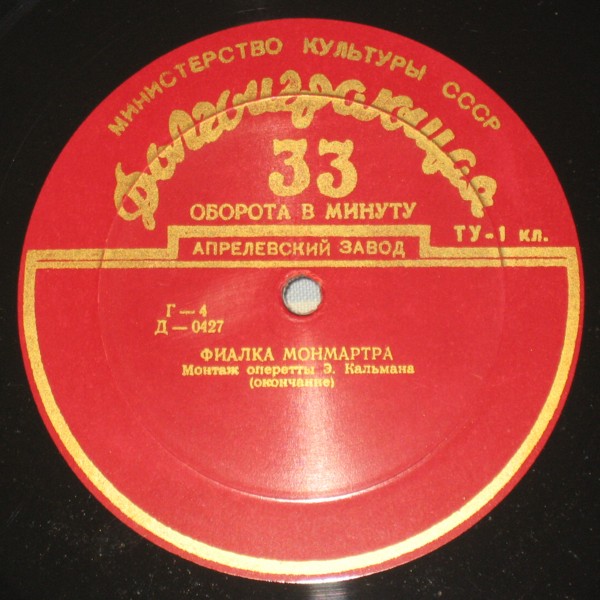 МИНИСТЕРСТВО КУЛЬТУРЫ СССР
Долгоиграющая
33
ОБОРОТА В МИНУТУ
ТУ-1 кл.
АПРЕЛЕВСКИЙ ЗАВОД
Г — 4
Д — 0427
ФИАЛКА МОНМАРТРА
Монтаж оперетты Э. Кальмана
(окончание)